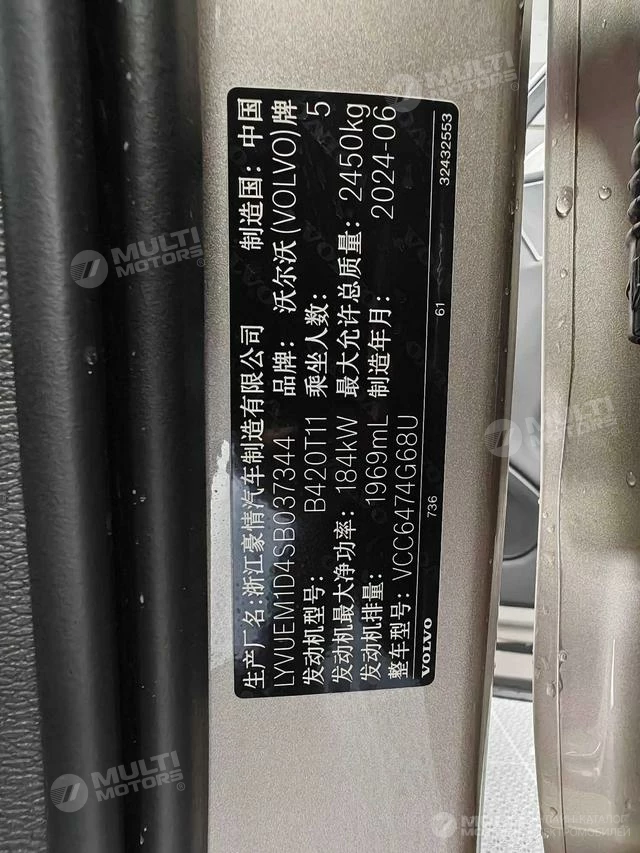 生产厂名:浙江豪情汽车制造有限公司 制造国: 中国
LYVUEM1D4SB037344 品牌: 沃尔沃(VOLVO)牌
发动机型号: B420T11 乘坐人数: 5
发动机最大净功率: 184kW 最大允许总质量: 2450kg
发动机排量: 1969mL 制造年月: 2024-06
整车型号: VCC6474G68U
VOLVO 736 61 32432553
MULTI MOTORS
MULTI MOTORS
MULTI MOTORS
MULTI MOTORS
MULTI MOTORS